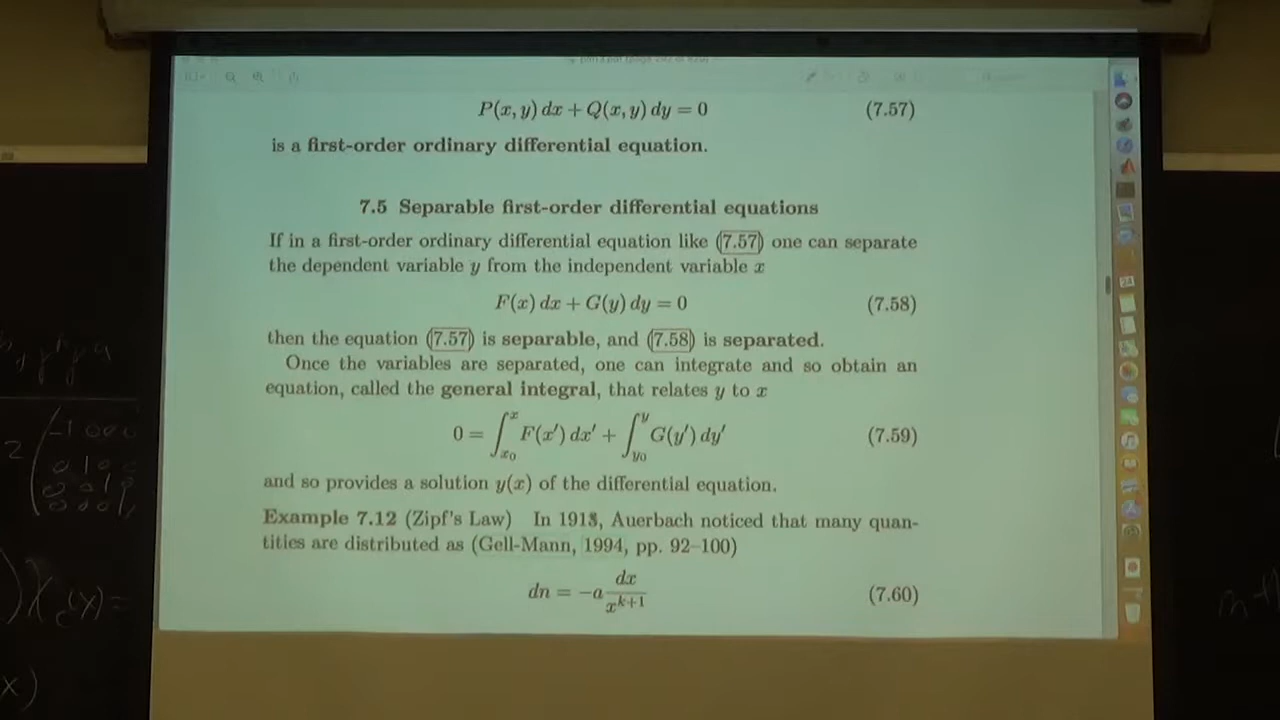 P(x, y) dx + Q(x, y) dy = 0 (7.57)
is a first-order ordinary differential equation.
7.5 Separable first-order differential equations
If in a first-order ordinary differential equation like (7.57) one can separate
the dependent variable y from the independent variable x
F(x) dx + G(y) dy = 0 (7.58)
then the equation (7.57) is separable, and (7.58) is separated.
Once the variables are separated, one can integrate and so obtain an
equation, called the general integral, that relates y to x
0 = ∫_{x_0}^{x} F(x′) dx′ + ∫_{y_0}^{y} G(y′) dy′ (7.59)
and so provides a solution y(x) of the differential equation.
Example 7.12 (Zipf's Law) In 1913, Auerbach noticed that many quan-
tities are distributed as (Gell-Mann, 1994, pp. 92–100)
dn = −a dx/x^{k+1} (7.60)